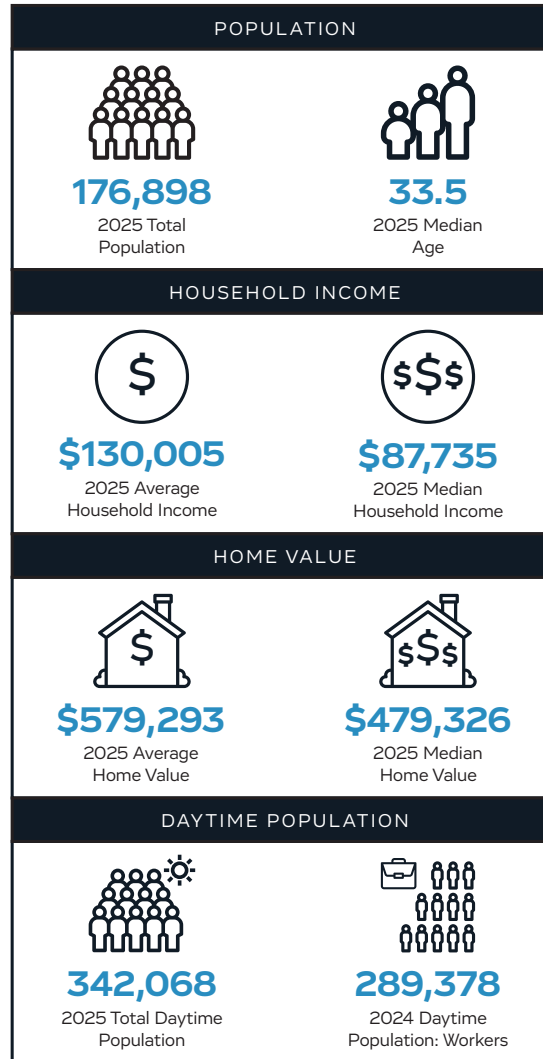 POPULATION
176,898
2025 Total
Population
33.5
2025 Median
Age
HOUSEHOLD INCOME
$
$130,005
2025 Average
Household Income
$$$
$87,735
2025 Median
Household Income
HOME VALUE
$
$579,293
2025 Average
Home Value
$$$
$479,326
2025 Median
Home Value
DAYTIME POPULATION
342,068
2025 Total Daytime
Population
289,378
2024 Daytime
Population: Workers